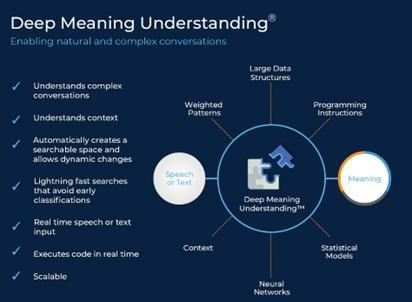 Deep Meaning Understanding®
Enabling natural and complex conversations
Understands complex
conversations
Understands context
Automatically creates a
searchable space and
allows dynamic changes
Lightning fast searches
that avoid early
classifications
Real time speech or text
input
Executes code in real time
Scalable
Large Data
Structures
Weighted
Patterns
Programming
Instructions
Speech
or Text
Deep Meaning
Understanding™
Meaning
Context
Statistical
Models
Neural
Networks